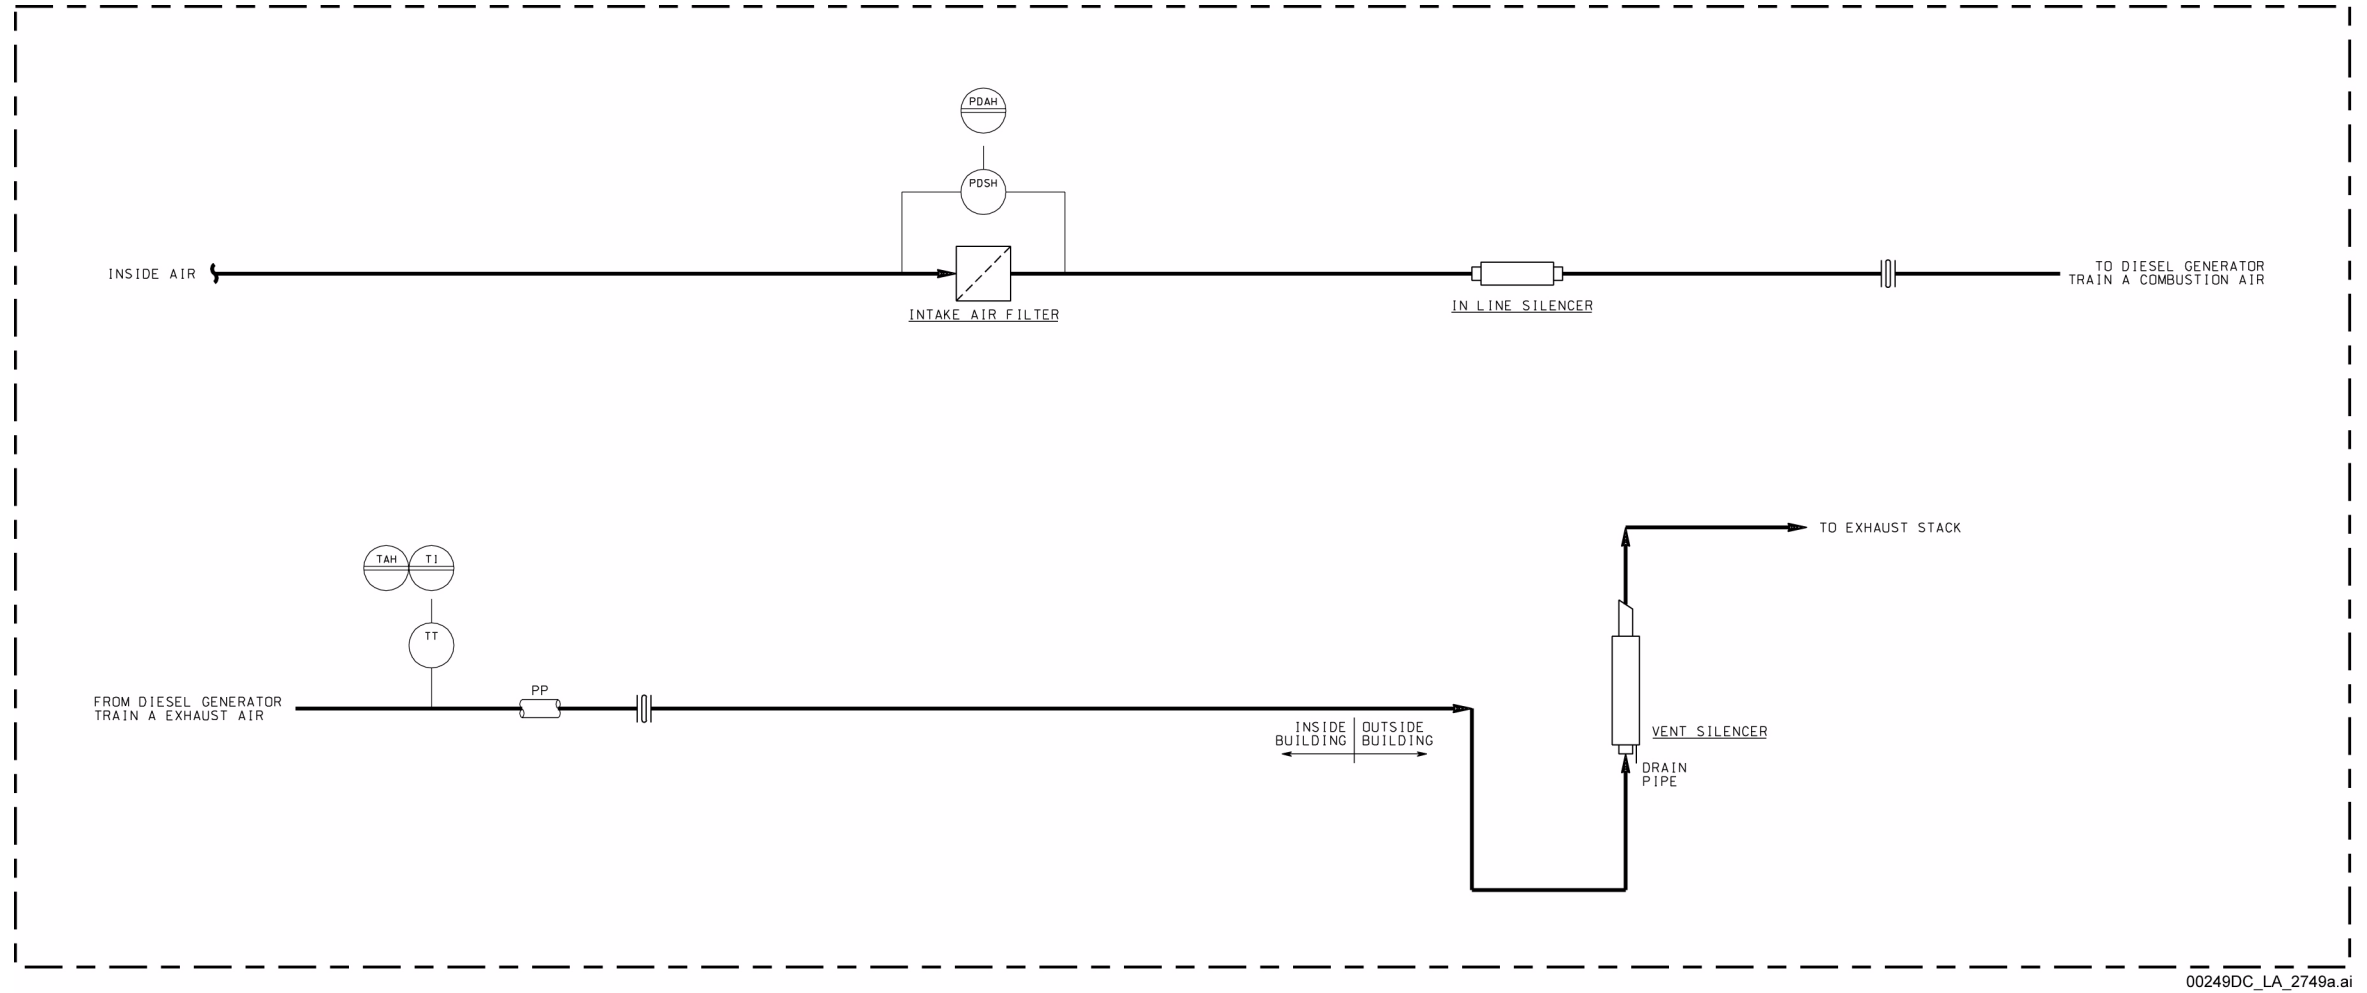 PDAH
PDSH
INSIDE AIR
INTAKE AIR FILTER
IN LINE SILENCER
TO DIESEL GENERATOR
TRAIN A COMBUSTION AIR
TO EXHAUST STACK
TAH
TI
TT
PP
FROM DIESEL GENERATOR
TRAIN A EXHAUST AIR
INSIDE
BUILDING
OUTSIDE
BUILDING
VENT SILENCER
DRAIN
PIPE
00249DC_LA_2749a.ai